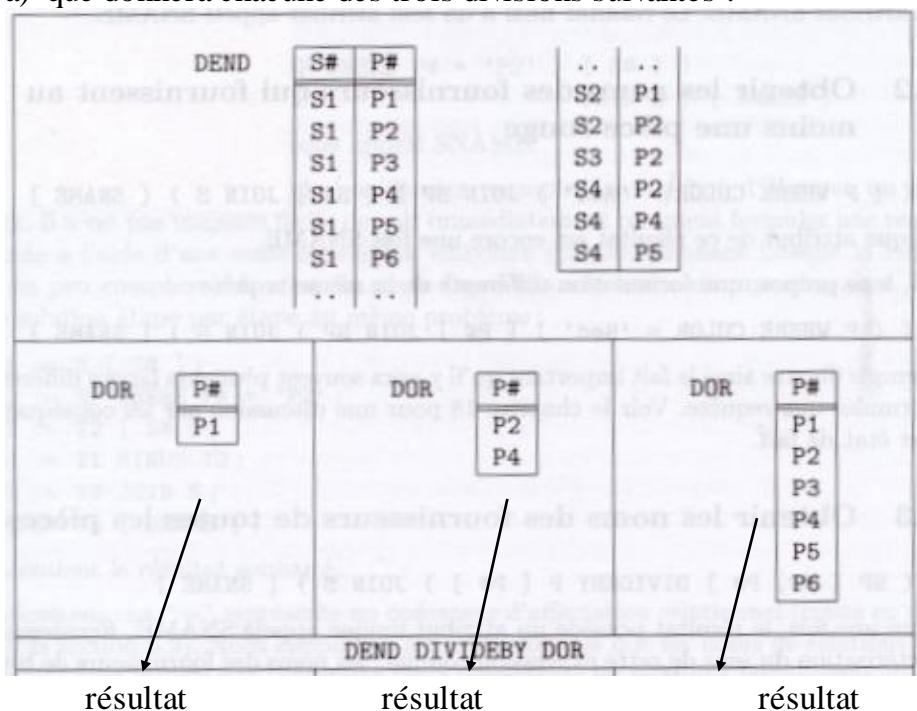 a) que donnera chacune des trois divisions suivantes :
DEND S# P# .. ..
S1 P1 S2 P1
S1 P2 S2 P2
S1 P3 S3 P2
S1 P4 S4 P2
S1 P5 S4 P4
S1 P6 S4 P5
.. ..
DOR P# DOR P# DOR P#
P1 P2 P1
P4 P2
P3
P4
P5
P6
DEND DIVIDEBY DOR
résultat résultat résultat